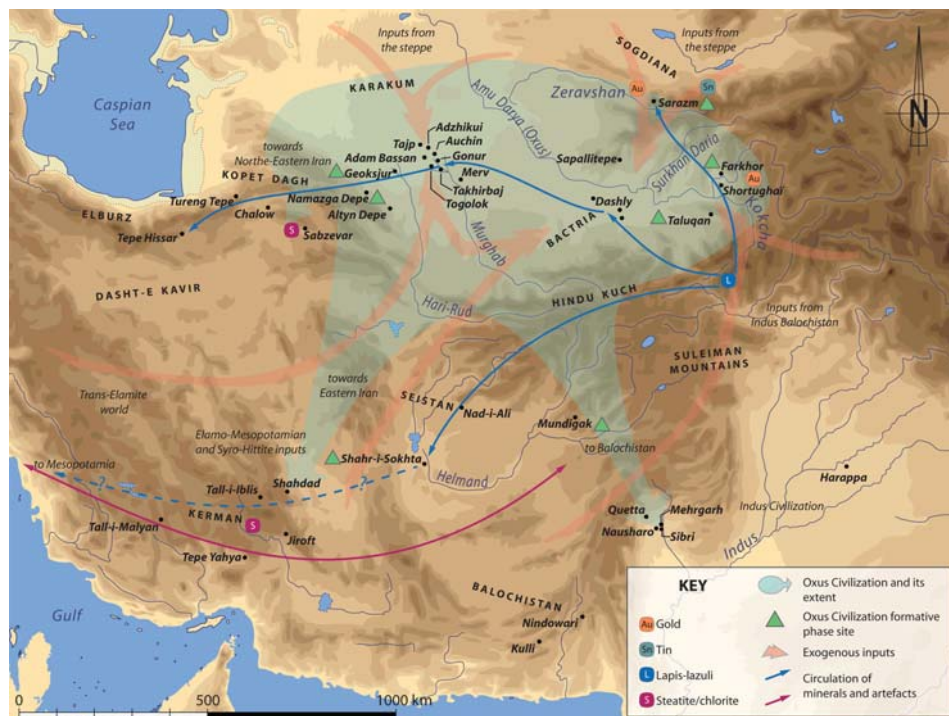 Inputs from
the steppe
Inputs from
the steppe
SOGDIANA
Caspian
Sea
KARAKUM
Amu Darya (Oxus)
Zeravshan
Au
Sn
Sarazm
N
Adzhikui
Tajp
Auchin
towards
Northe-Eastern Iran
Adam Bassan
Gonur
Geoksjur
Merv
Sapallitepe
Surkhan Daria
Farkhor
Au
Shortughaï
KOPET DAGH
Takhirbaj
Togolok
Tureng Tepe
Namazga Depe
Altyn Depe
Chalow
Dashly
BACTRIA
Taluqan
Kokcha
ELBURZ
Tepe Hissar
S
Sabzevar
Murghab
L
DASHT-E KAVIR
Hari-Rud
HINDU KUCH
Inputs from
Indus Balochistan
SULEIMAN
MOUNTAINS
towards
Eastern Iran
Trans-Elamite
world
SEISTAN
Nad-i-Ali
Mundigak
Elamo-Mesopotamian
and Syro-Hittite inputs
to Balochistan
to Mesopotamia
Shahr-i-Sokhta
Helmand
Harappa
?
?
Shahdad
Tall-i-Iblis
KERMAN
S
Tall-i-Malyan
Jiroft
Tepe Yahya
Quetta
Mehrgarh
Nausharo
Sibri
Indus Civilization
Indus
BALOCHISTAN
Gulf
Nindowari
Kulli
KEY
Au Gold
Sn Tin
L Lapis-lazuli
S Steatite/chlorite
Oxus Civilization and its
extent
Oxus Civilization formative
phase site
Exogenous inputs
Circulation of
minerals and artefacts
0 500 1000 km